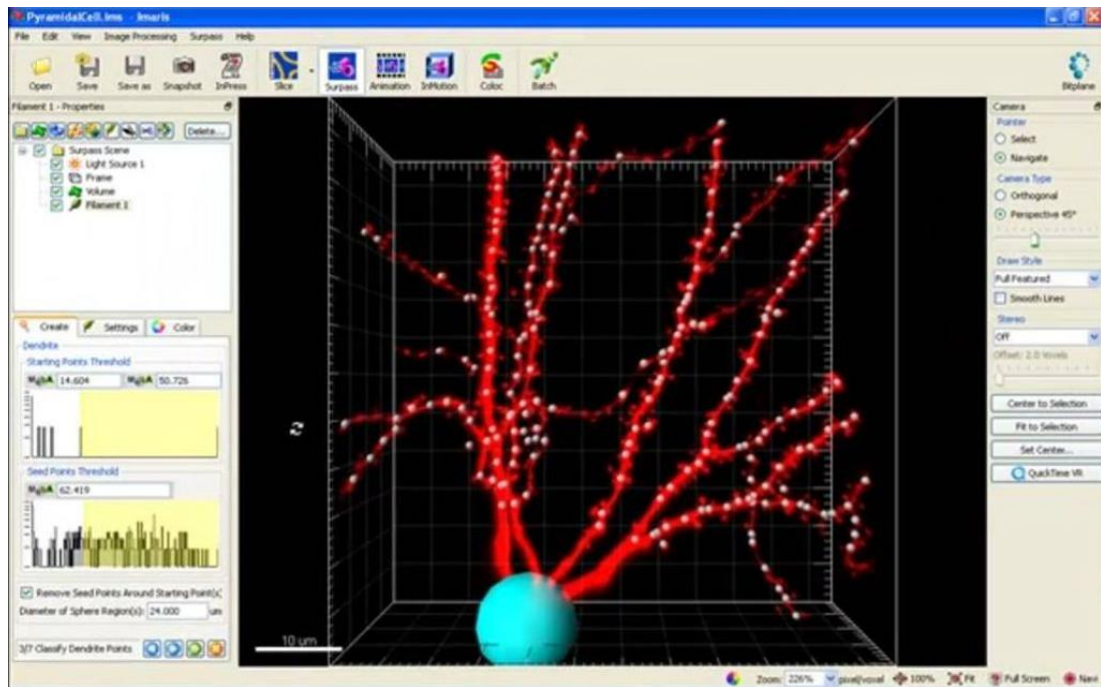 PyramidalCell.ims - Imaris
File Edit View Image Processing Surpass Help
Open Save Save as Snapshot InPress Slice Surpass Animation InMotion Coloc Batch Bitplane
Filament 1 - Properties
Delete...
Surpass Scene
Light Source 1
Frame
Volume
Filament 1
Create Settings Color
Dendrite
Starting Points Threshold
14.604 50.726
Seed Points Threshold
62.419
Remove Seed Points Around Starting Point(s)
Diameter of Sphere Region(s): 24.000 um
3/7 Classify Dendrite Points
10 um
Camera
Pointer
Select
Navigate
Camera Type
Orthogonal
Perspective 45°
Draw Style
Full Featured
Smooth Lines
Stereo
Off
Offset: 2.0 Voxels
Center to Selection
Fit to Selection
Set Center...
QuickTime VR
Zoom: 226% pixel/voxel 100% Fit Full Screen Navi